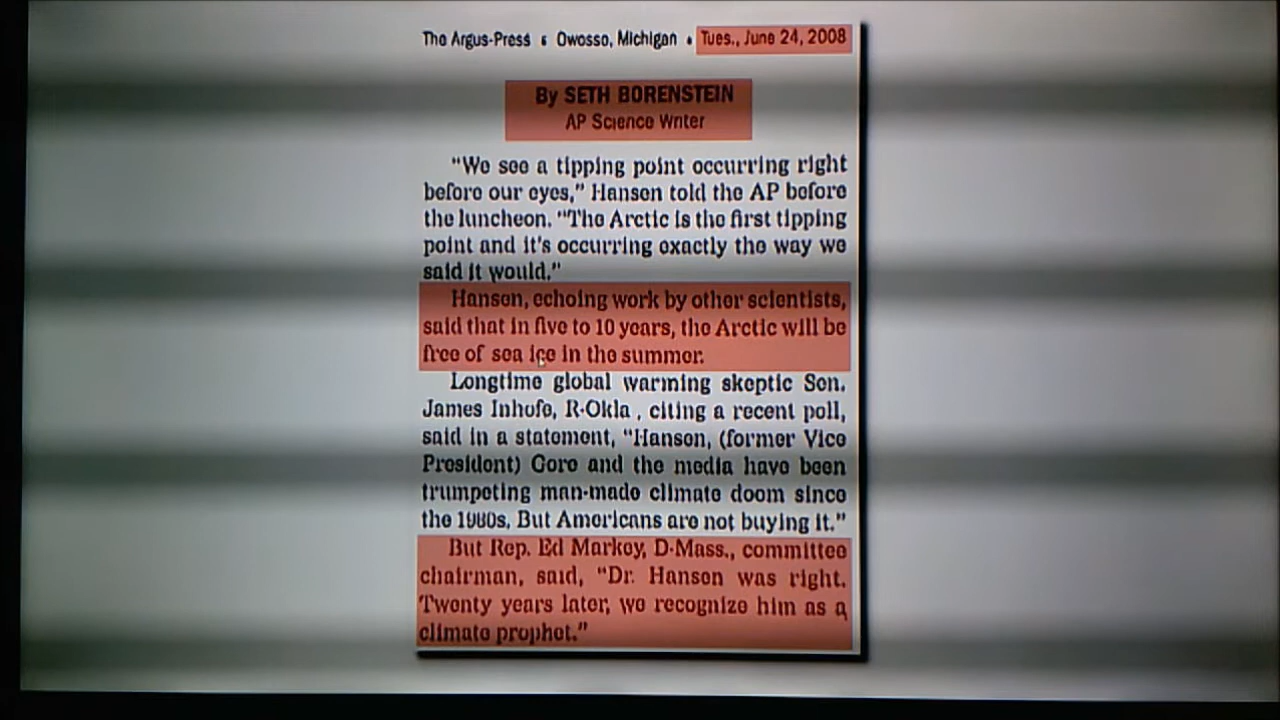 The Argus-Press • Owosso, Michigan • Tues., June 24, 2008
By SETH BORENSTEIN
AP Science Writer
"We see a tipping point occurring right
before our eyes," Hansen told the AP before
the luncheon. "The Arctic is the first tipping
point and it's occurring exactly the way we
said it would."
Hansen, echoing work by other scientists,
said that in five to 10 years, the Arctic will be
free of sea ice in the summer.
Longtime global warming skeptic Sen.
James Inhofe, R-Okla., citing a recent poll,
said in a statement, "Hansen, (former Vice
President) Gore and the media have been
trumpeting man-made climate doom since
the 1980s. But Americans are not buying it."
But Rep. Ed Markey, D-Mass., committee
chairman, said, "Dr. Hansen was right.
Twenty years later, we recognize him as a
climate prophet."